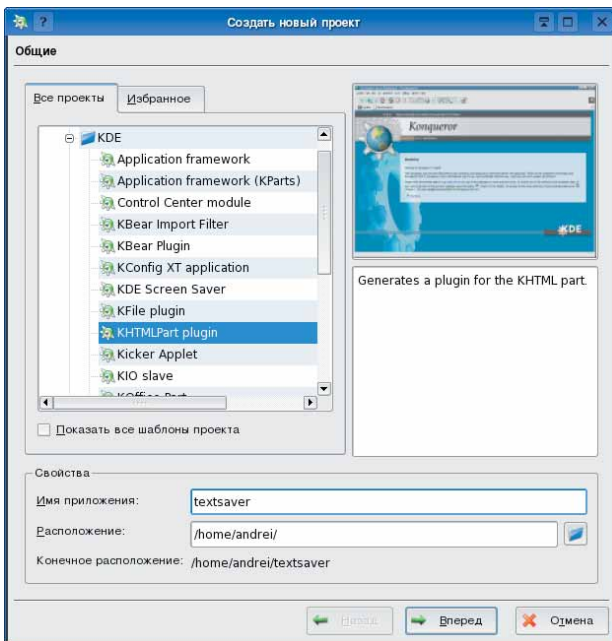 Создать новый проект
Общие
Все проекты
Избранное
KDE
Application framework
Application framework (KParts)
Control Center module
KBear Import Filter
KBear Plugin
KConfig XT application
KDE Screen Saver
KFile plugin
KHTMLPart plugin
Kicker Applet
KIO slave
KOffice Part
Показать все шаблоны проекта
Konqueror
KDE
Generates a plugin for the KHTML part.
Свойства
Имя приложения:
textsaver
Расположение:
/home/andrei/
Конечное расположение: /home/andrei/textsaver
Назад
Вперед
Отмена